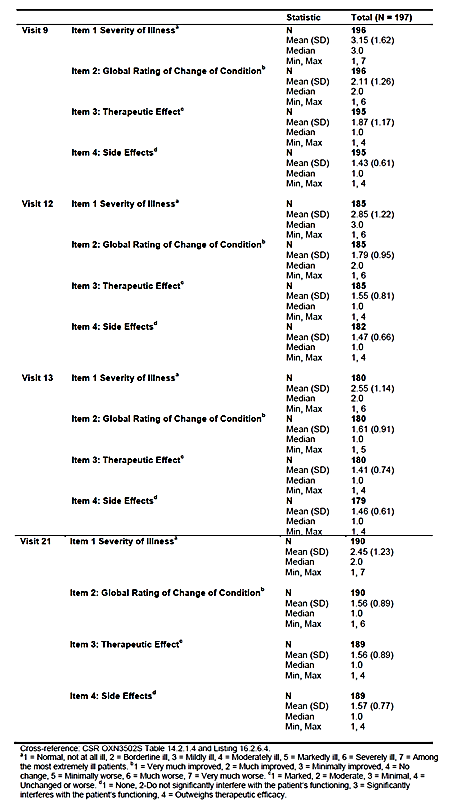 Statistic Total (N = 197)
Visit 9 Item 1 Severity of Illnessᵃ N 196
Mean (SD) 3.15 (1.62)
Median 3.0
Min, Max 1, 7
Item 2: Global Rating of Change of Conditionᵇ N 196
Mean (SD) 2.11 (1.26)
Median 2.0
Min, Max 1, 6
Item 3: Therapeutic Effectᶜ N 195
Mean (SD) 1.87 (1.17)
Median 1.0
Min, Max 1, 4
Item 4: Side Effectsᵈ N 195
Mean (SD) 1.43 (0.61)
Median 1.0
Min, Max 1, 4
Visit 12 Item 1 Severity of Illnessᵃ N 185
Mean (SD) 2.85 (1.22)
Median 3.0
Min, Max 1, 6
Item 2: Global Rating of Change of Conditionᵇ N 185
Mean (SD) 1.79 (0.95)
Median 2.0
Min, Max 1, 6
Item 3: Therapeutic Effectᶜ N 185
Mean (SD) 1.55 (0.81)
Median 1.0
Min, Max 1, 4
Item 4: Side Effectsᵈ N 182
Mean (SD) 1.47 (0.66)
Median 1.0
Min, Max 1, 4
Visit 13 Item 1 Severity of Illnessᵃ N 180
Mean (SD) 2.55 (1.14)
Median 2.0
Min, Max 1, 6
Item 2: Global Rating of Change of Conditionᵇ N 180
Mean (SD) 1.61 (0.91)
Median 1.0
Min, Max 1, 5
Item 3: Therapeutic Effectᶜ N 180
Mean (SD) 1.41 (0.74)
Median 1.0
Min, Max 1, 4
Item 4: Side Effectsᵈ N 179
Mean (SD) 1.46 (0.61)
Median 1.0
Min, Max 1, 4
Visit 21 Item 1 Severity of Illnessᵃ N 190
Mean (SD) 2.45 (1.23)
Median 2.0
Min, Max 1, 7
Item 2: Global Rating of Change of Conditionᵇ N 190
Mean (SD) 1.56 (0.89)
Median 1.0
Min, Max 1, 6
Item 3: Therapeutic Effectᶜ N 189
Mean (SD) 1.56 (0.89)
Median 1.0
Min, Max 1, 4
Item 4: Side Effectsᵈ N 189
Mean (SD) 1.57 (0.77)
Median 1.0
Min, Max 1, 4
Cross-reference: CSR OXN3502S Table 14.2.1.4 and Listing 16.2.6.4.
ᵃ1 = Normal, not at all ill, 2 = Borderline ill, 3 = Mildly ill, 4 = Moderately ill, 5 = Markedly ill, 6 = Severely ill, 7 = Among
the most extremely ill patients. ᵇ1 = Very much improved, 2 = Much improved, 3 = Minimally improved, 4 = No
change, 5 = Minimally worse, 6 = Much worse, 7 = Very much worse. ᶜ1 = Marked, 2 = Moderate, 3 = Minimal, 4 =
Unchanged or worse. ᵈ1 = None, 2-Do not significantly interfere with the patient's functioning, 3 = Significantly
interferes with the patient's functioning, 4 = Outweighs therapeutic efficacy.